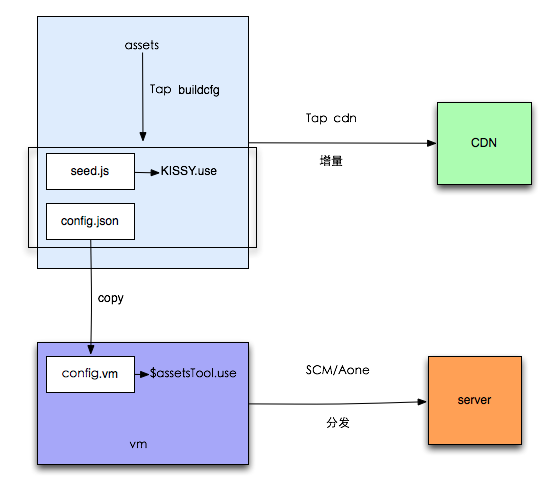 assets
Tap buildcfg
Tap cdn
增量
CDN
seed.js
KISSY.use
config.json
copy
config.vm
$assetsTool.use
vm
SCM/Aone
分发
server